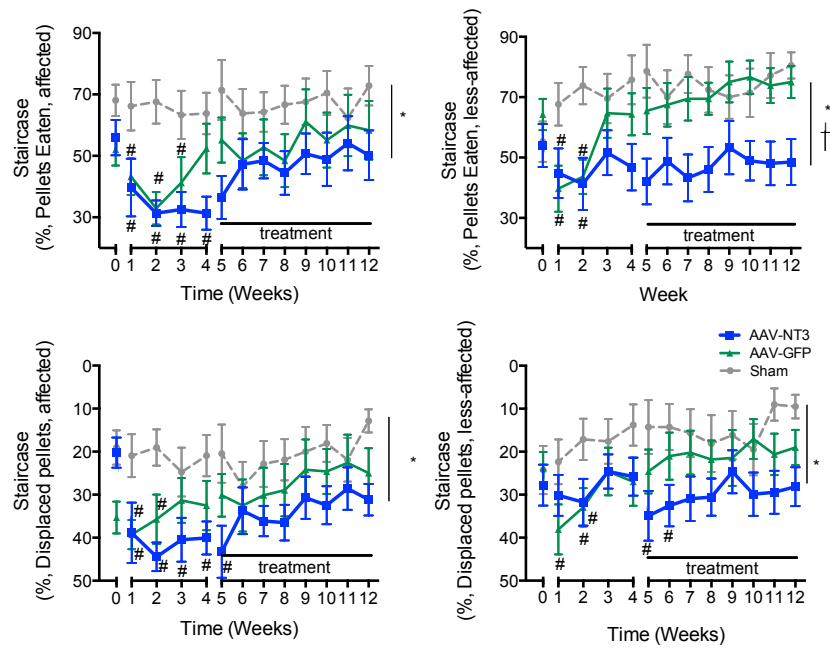 Staircase
(%, Pellets Eaten, affected)
90
70
50
30
# # #
# # # #
*
treatment
0 1 2 3 4 5 6 7 8 9 10 11 12
Time (Weeks)
Staircase
(%, Pellets Eaten, less-affected)
90
70
50
30
# #
# #
*
†
treatment
0 1 2 3 4 5 6 7 8 9 10 11 12
Week
Staircase
(%, Displaced pellets, affected)
0
10
20
30
40
50
# #
# # # # #
*
treatment
0 1 2 3 4 5 6 7 8 9 10 11 12
Time (Weeks)
AAV-NT3
AAV-GFP
Sham
Staircase
(%, Displaced pellets, less-affected)
0
10
20
30
40
50
# # # #
*
treatment
0 1 2 3 4 5 6 7 8 9 10 11 12
Time (Weeks)